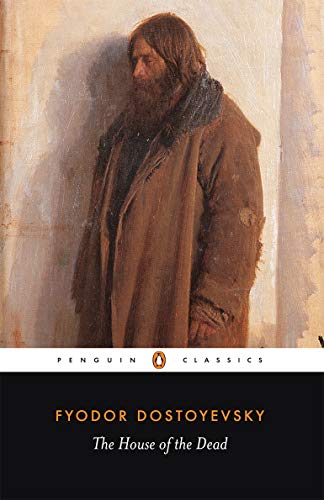 PENGUIN CLASSICS
FYODOR DOSTOYEVSKY
The House of the Dead